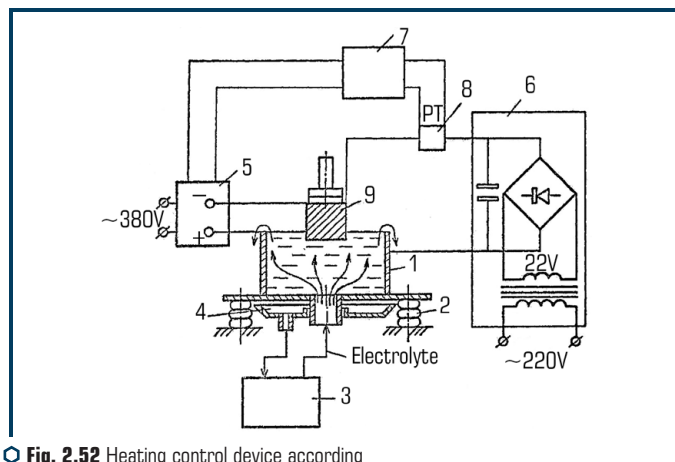 7
8
6
PT
5
9
~380V
−
+
1
22V
4
2
Electrolyte
~220V
3
Fig. 2.52 Heating control device according